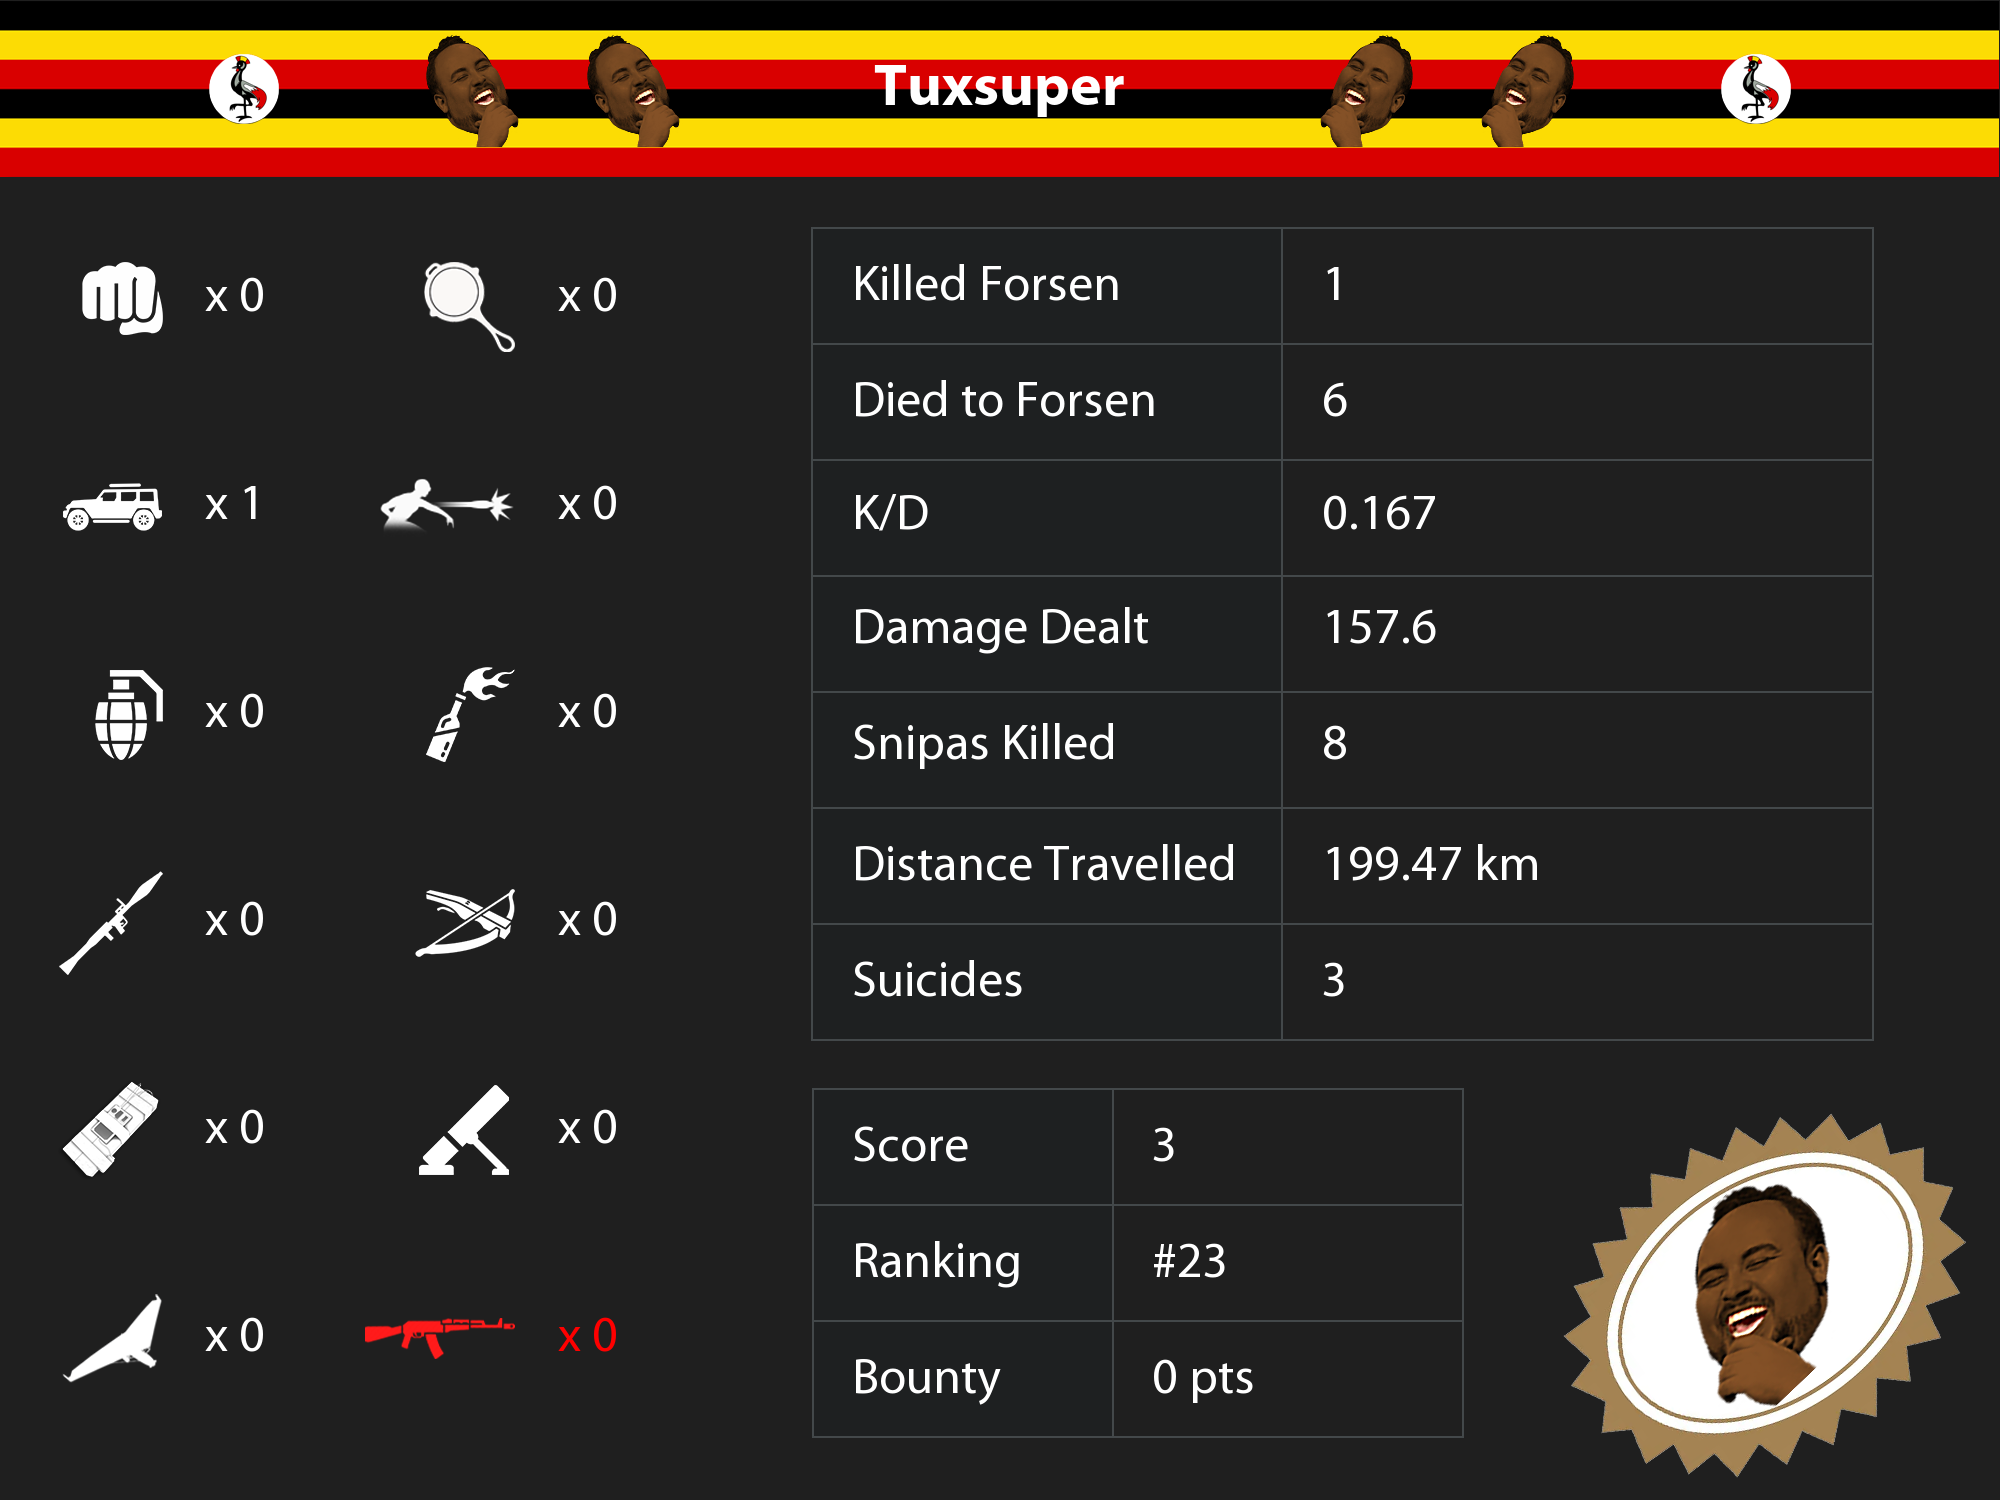 Tuxsuper
x 0
x 0
x 1
x 0
x 0
x 0
x 0
x 0
x 0
x 0
x 0
x 0
Killed Forsen 1
Died to Forsen 6
K/D 0.167
Damage Dealt 157.6
Snipas Killed 8
Distance Travelled 199.47 km
Suicides 3
Score 3
Ranking #23
Bounty 0 pts